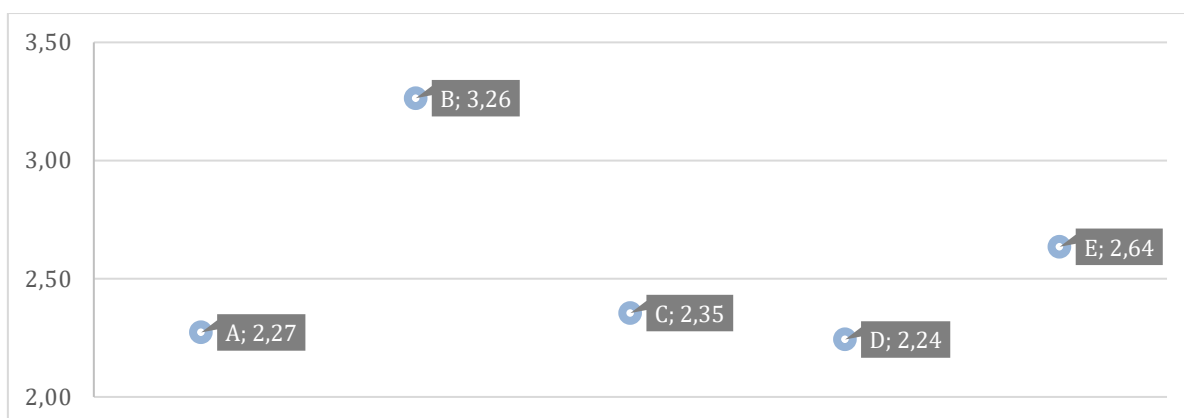 3,50
B; 3,26
3,00
E; 2,64
2,50
C; 2,35
A; 2,27
D; 2,24
2,00